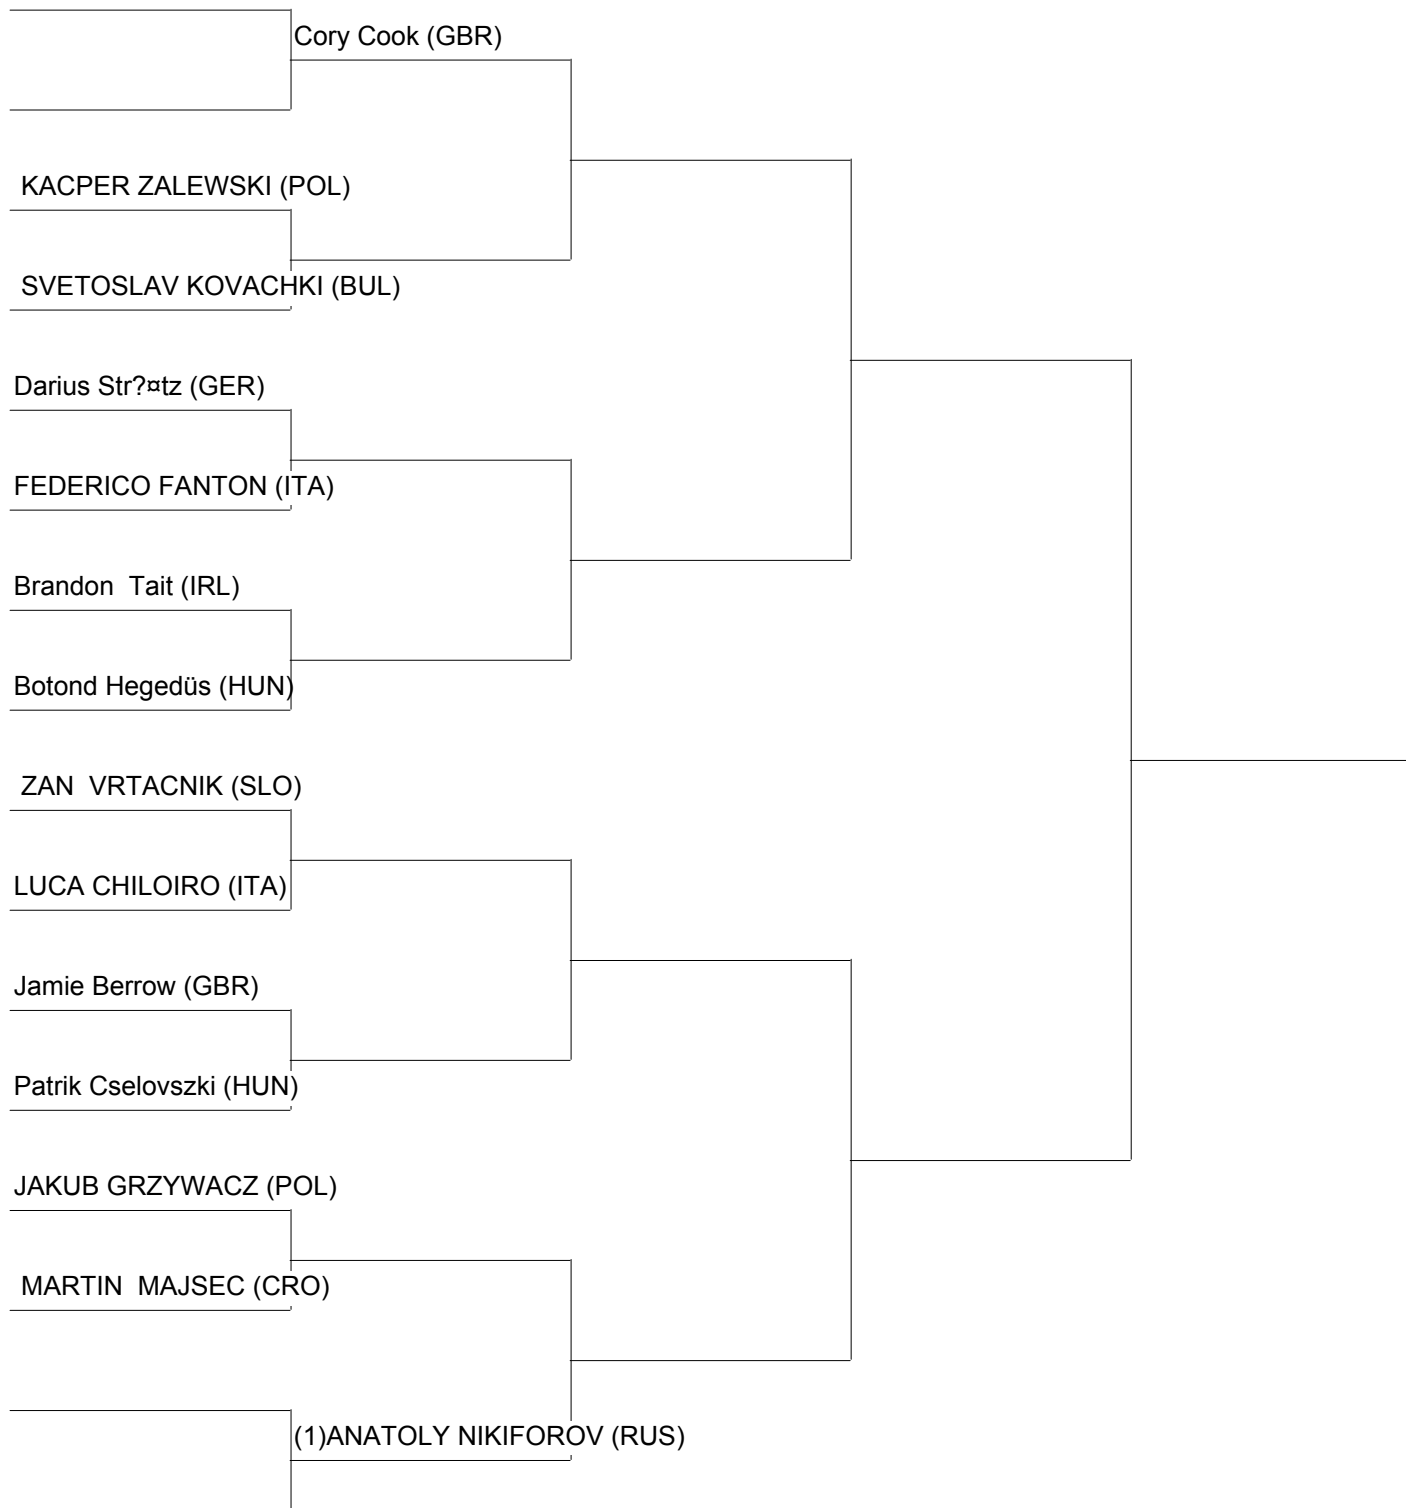 Cory Cook (GBR)
KACPER ZALEWSKI (POL)
SVETOSLAV KOVACHKI (BUL)
Darius Str?¤tz (GER)
FEDERICO FANTON (ITA)
Brandon  Tait (IRL)
Botond Hegedüs (HUN)
ZAN  VRTACNIK (SLO)
LUCA CHILOIRO (ITA)
Jamie Berrow (GBR)
Patrik Cselovszki (HUN)
JAKUB GRZYWACZ (POL)
MARTIN  MAJSEC (CRO)
(1)ANATOLY NIKIFOROV (RUS)